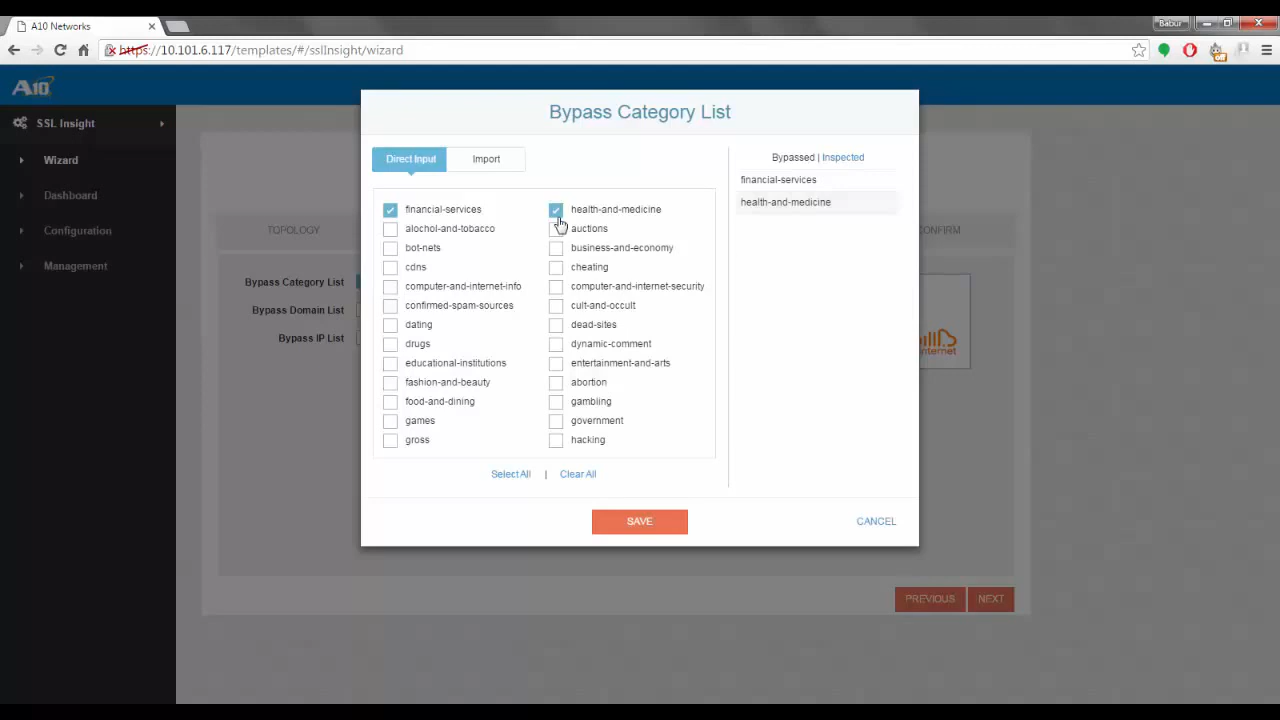 A10 Networks
Babur
https://10.101.6.117/templates/#/sslInsight/wizard
off
A10
SSL Insight
Wizard
Dashboard
Configuration
Management
TOPOLOGY
CONFIRM
Bypass Category List
Bypass Domain List
Bypass IP List
internet
PREVIOUS
NEXT
Bypass Category List
Direct Input
Import
financial-services
health-and-medicine
alochol-and-tobacco
auctions
bot-nets
business-and-economy
cdns
cheating
computer-and-internet-info
computer-and-internet-security
confirmed-spam-sources
cult-and-occult
dating
dead-sites
drugs
dynamic-comment
educational-institutions
entertainment-and-arts
fashion-and-beauty
abortion
food-and-dining
gambling
games
government
gross
hacking
Select All | Clear All
Bypassed | Inspected
financial-services
health-and-medicine
SAVE
CANCEL